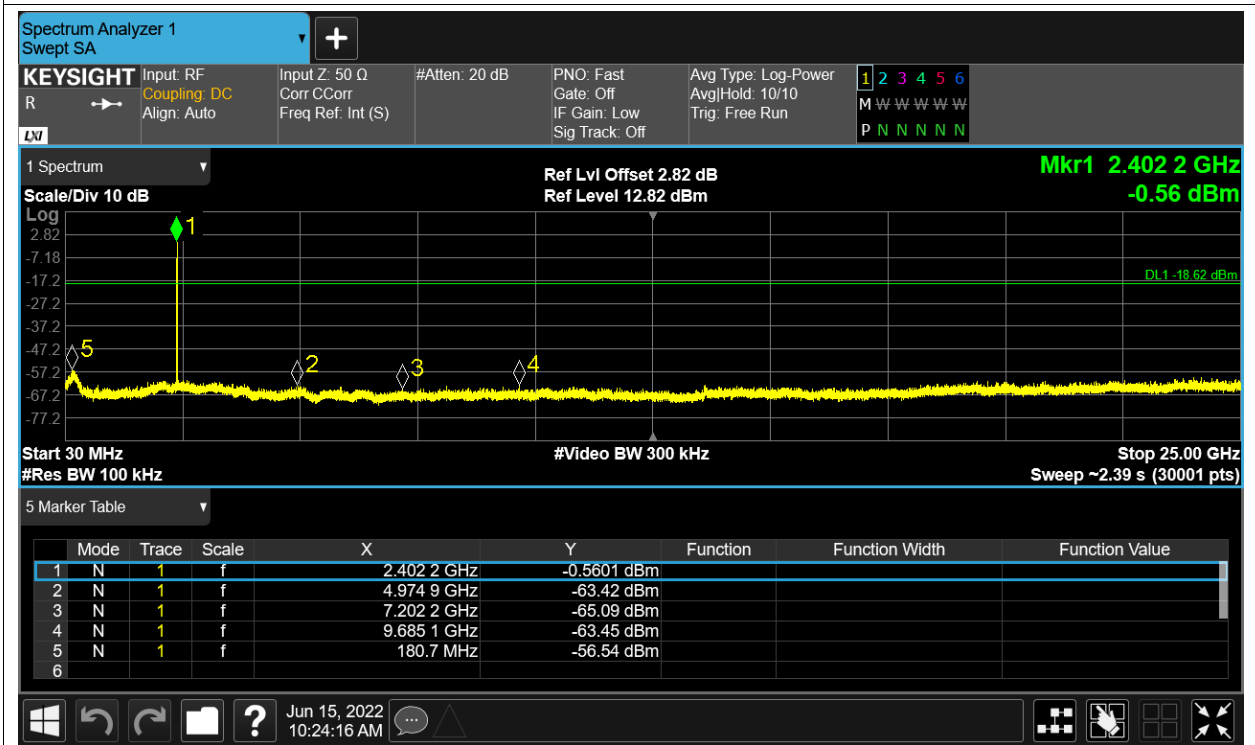 Spectrum Analyzer 1
Swept SA
+
KEYSIGHT Input: RF Input Z: 50 Ω #Atten: 20 dB PNO: Fast Avg Type: Log-Power 1 2 3 4 5 6
R Coupling: DC Corr CCorr Gate: Off Avg|Hold: 10/10 M W W W W W
Align: Auto Freq Ref: Int (S) IF Gain: Low Trig: Free Run
LXI Sig Track: Off P N N N N N
1 Spectrum Ref Lvl Offset 2.82 dB Mkr1 2.402 2 GHz
Scale/Div 10 dB Ref Level 12.82 dBm -0.56 dBm
Log
1
2.82
-7.18
-17.2 DL1 -18.62 dBm
-27.2
-37.2
-47.2 5
-57.2 2 3 4
-67.2
-77.2
Start 30 MHz #Video BW 300 kHz Stop 25.00 GHz
#Res BW 100 kHz Sweep ~2.39 s (30001 pts)
5 Marker Table
Mode Trace Scale X Y Function Function Width Function Value
1 N 1 f 2.402 2 GHz -0.5601 dBm
2 N 1 f 4.974 9 GHz -63.42 dBm
3 N 1 f 7.202 2 GHz -65.09 dBm
4 N 1 f 9.685 1 GHz -63.45 dBm
5 N 1 f 180.7 MHz -56.54 dBm
6
? Jun 15, 2022
10:24:16 AM